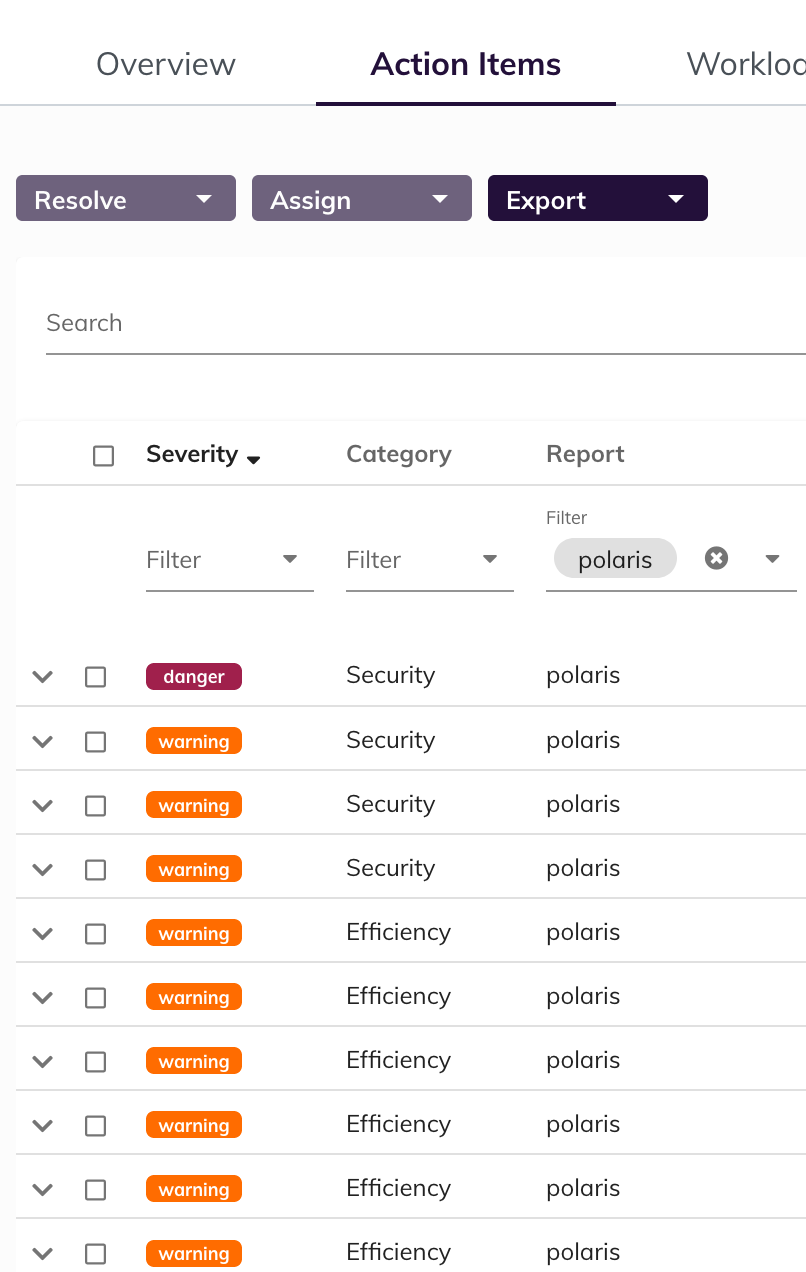 Overview Action Items Workloa
Resolve Assign Export
Search
Severity Category Report
Filter
Filter Filter polaris
danger Security polaris
warning Security polaris
warning Security polaris
warning Security polaris
warning Efficiency polaris
warning Efficiency polaris
warning Efficiency polaris
warning Efficiency polaris
warning Efficiency polaris
warning Efficiency polaris